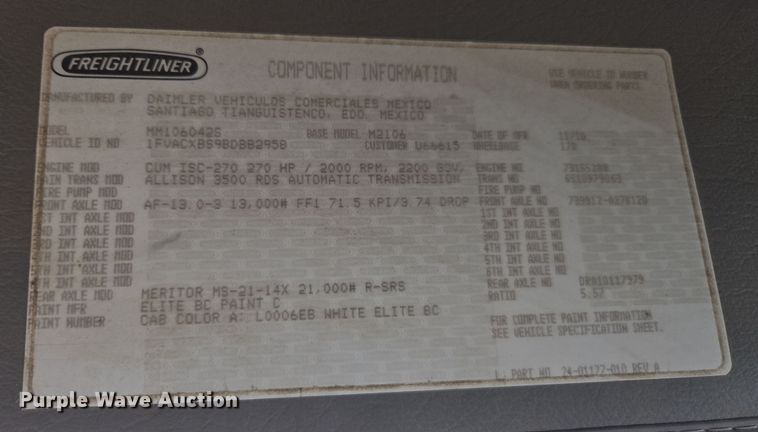 FREIGHTLINER ®
COMPONENT INFORMATION
USE VEHICLE ID NUMBER
WHEN ORDERING PARTS.
MANUFACTURED BY DAIMLER VEHICULOS COMERCIALES MEXICO
SANTIAGO TIANGUISTENCO, EDO. MEXICO
MODEL MM106042S BASE MODEL M2106 DATE OF MFR 11/10
VEHICLE ID NO CUSTOMER U66615 WHEELBASE
ENGINE MOD CUM ISC-270 270 HP / 2000 RPM, 2200 GOV, ENGINE NO
MAIN TRANS MOD ALLISON 3500 RDS AUTOMATIC TRANSMISSION TRANS NO
FIRE PUMP MOD FIRE PUMP NO
FRONT AXLE MOD AF-13.0-3 13,000# FF1 71.5 KPI/3.74 DROP FRONT AXLE NO
1ST INT AXLE MOD 1ST INT AXLE NO
2ND INT AXLE MOD 2ND INT AXLE NO
3RD INT AXLE MOD 3RD INT AXLE NO
4TH INT AXLE MOD 4TH INT AXLE NO
5TH INT AXLE MOD 5TH INT AXLE NO
6TH INT AXLE MOD 6TH INT AXLE NO
REAR AXLE MOD MERITOR MS-21-14X 21,000# R-SRS REAR AXLE NO
PAINT MFR ELITE BC PAINT C RATIO 5.57
PAINT NUMBER CAB COLOR A: L0006EB WHITE ELITE BC
FOR COMPLETE PAINT INFORMATION
SEE VEHICLE SPECIFICATION SHEET.
PART NO 24-01177-010 REV A
Purple Wave Auction